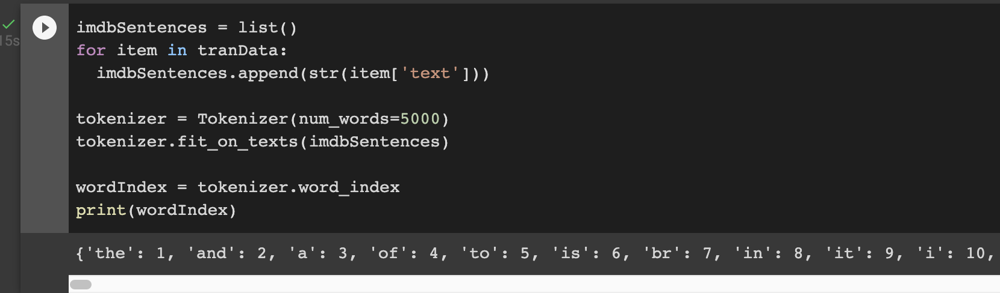 imdbSentences = list()
15s
for item in tranData:
  imdbSentences.append(str(item['text']))
tokenizer = Tokenizer(num_words=5000)
tokenizer.fit_on_texts(imdbSentences)
wordIndex = tokenizer.word_index
print(wordIndex)
{'the': 1, 'and': 2, 'a': 3, 'of': 4, 'to': 5, 'is': 6, 'br': 7, 'in': 8, 'it': 9, 'i': 10,